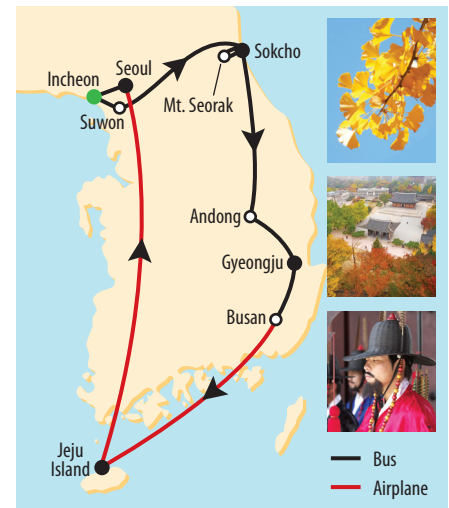 Sokcho
Seoul
Incheon
Mt. Seorak
Suwon
Andong
Gyeongju
Busan
Jeju
Island
Bus
Airplane